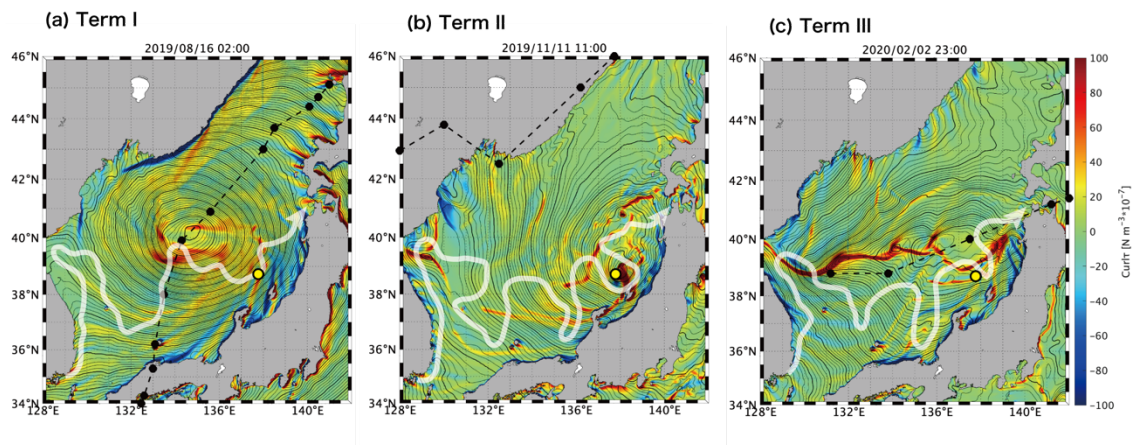 (a) Term I
(b) Term II
(c) Term III
2019/08/16 02:00
2019/11/11 11:00
2020/02/02 23:00
46°N
44°N
42°N
40°N
38°N
36°N
34°N
128°E
132°E
136°E
140°E
46°N
44°N
42°N
40°N
38°N
36°N
34°N
128°E
132°E
136°E
140°E
46°N
44°N
42°N
40°N
38°N
36°N
34°N
128°E
132°E
136°E
140°E
100
80
60
40
20
0
−20
−40
−60
−80
−100
Curlτ [N m⁻³*10⁻⁷]